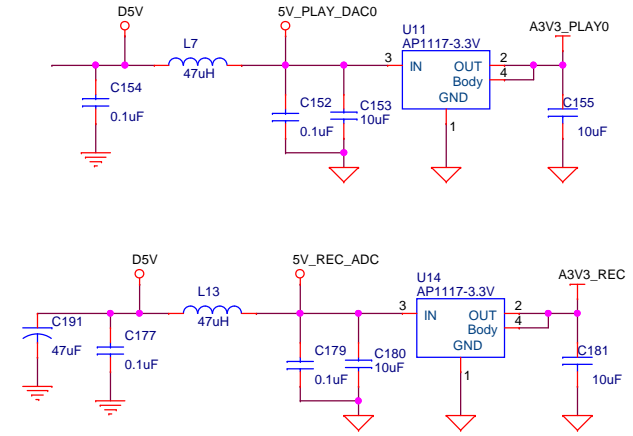 D5V
5V_PLAY_DAC0
U11
AP1117-3.3V
A3V3_PLAY0
L7
47uH
3
IN
OUT
2
Body
4
GND
1
C154
0.1uF
C152
0.1uF
C153
10uF
C155
10uF
D5V
5V_REC_ADC
U14
AP1117-3.3V
A3V3_REC
L13
47uH
3
IN
OUT
2
Body
4
GND
1
C191
47uF
C177
0.1uF
C179
0.1uF
C180
10uF
C181
10uF